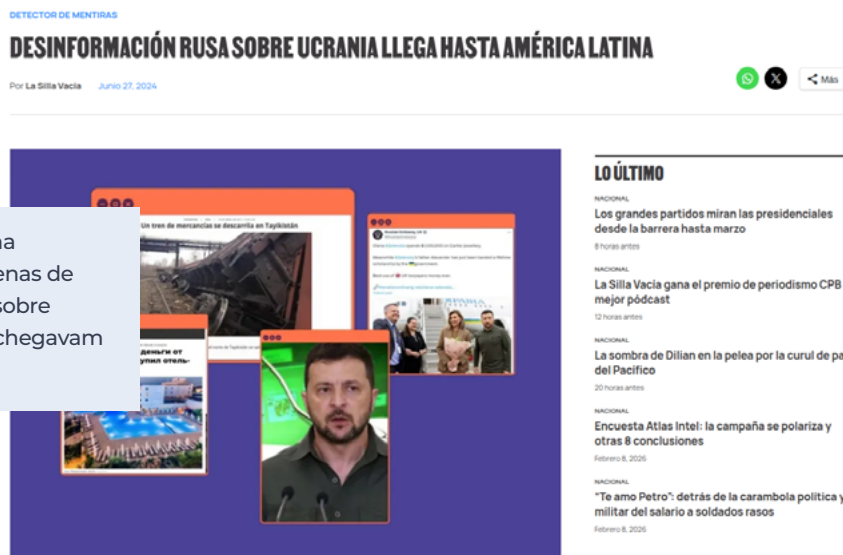 DETECTOR DE MENTIRAS
DESINFORMACIÓN RUSA SOBRE UCRANIA LLEGA HASTA AMÉRICA LATINA
Por La Silla Vacía Junio 27, 2024
Más
enas de
sobre
chegavam
Un tren de mercancías se descarrila en Tayikistán
деньги от
упил отель-
LO ÚLTIMO
NACIONAL
Los grandes partidos miran las presidenciales
desde la barrera hasta marzo
8 horas antes
NACIONAL
La Silla Vacía gana el premio de periodismo CPB
mejor pódcast
12 horas antes
NACIONAL
La sombra de Dilian en la pelea por la curul de pa
del Pacífico
20 horas antes
NACIONAL
Encuesta Atlas Intel: la campaña se polariza y
otras 8 conclusiones
Febrero 8, 2026
NACIONAL
"Te amo Petro": detrás de la carambola política y
militar del salario a soldados rasos
Febrero 8, 2026